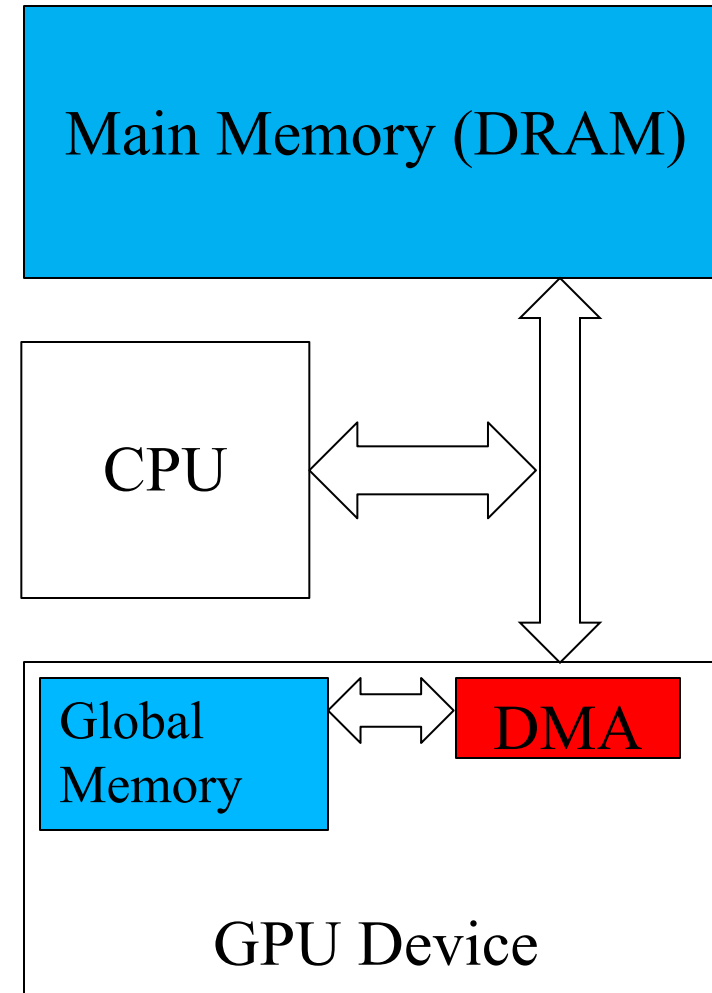 Main Memory (DRAM)
CPU
Global
Memory
DMA
GPU Device